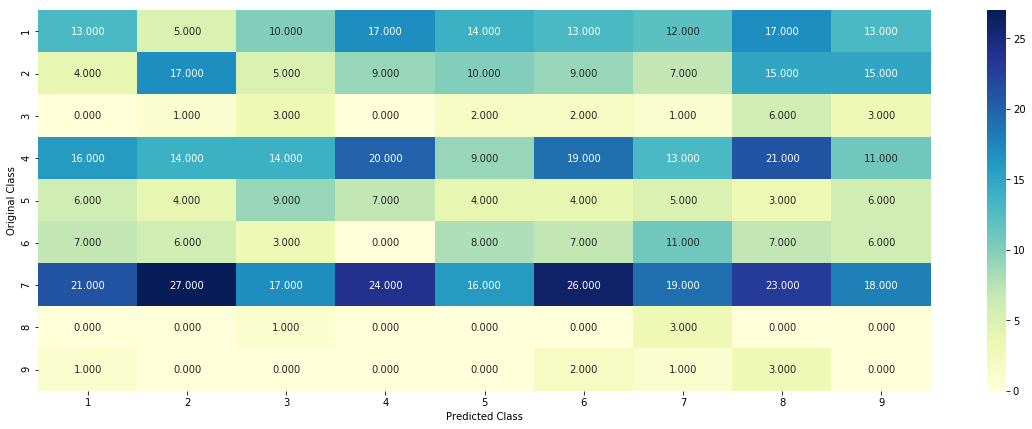 1 13.000 5.000 10.000 17.000 14.000 13.000 12.000 17.000 13.000
2 4.000 17.000 5.000 9.000 10.000 9.000 7.000 15.000 15.000
3 0.000 1.000 3.000 0.000 2.000 2.000 1.000 6.000 3.000
4 16.000 14.000 14.000 20.000 9.000 19.000 13.000 21.000 11.000
5 6.000 4.000 9.000 7.000 4.000 4.000 5.000 3.000 6.000
6 7.000 6.000 3.000 0.000 8.000 7.000 11.000 7.000 6.000
7 21.000 27.000 17.000 24.000 16.000 26.000 19.000 23.000 18.000
8 0.000 0.000 1.000 0.000 0.000 0.000 3.000 0.000 0.000
9 1.000 0.000 0.000 0.000 0.000 2.000 1.000 3.000 0.000
1 2 3 4 5 6 7 8 9
Predicted Class
Original Class
25
20
15
10
5
0